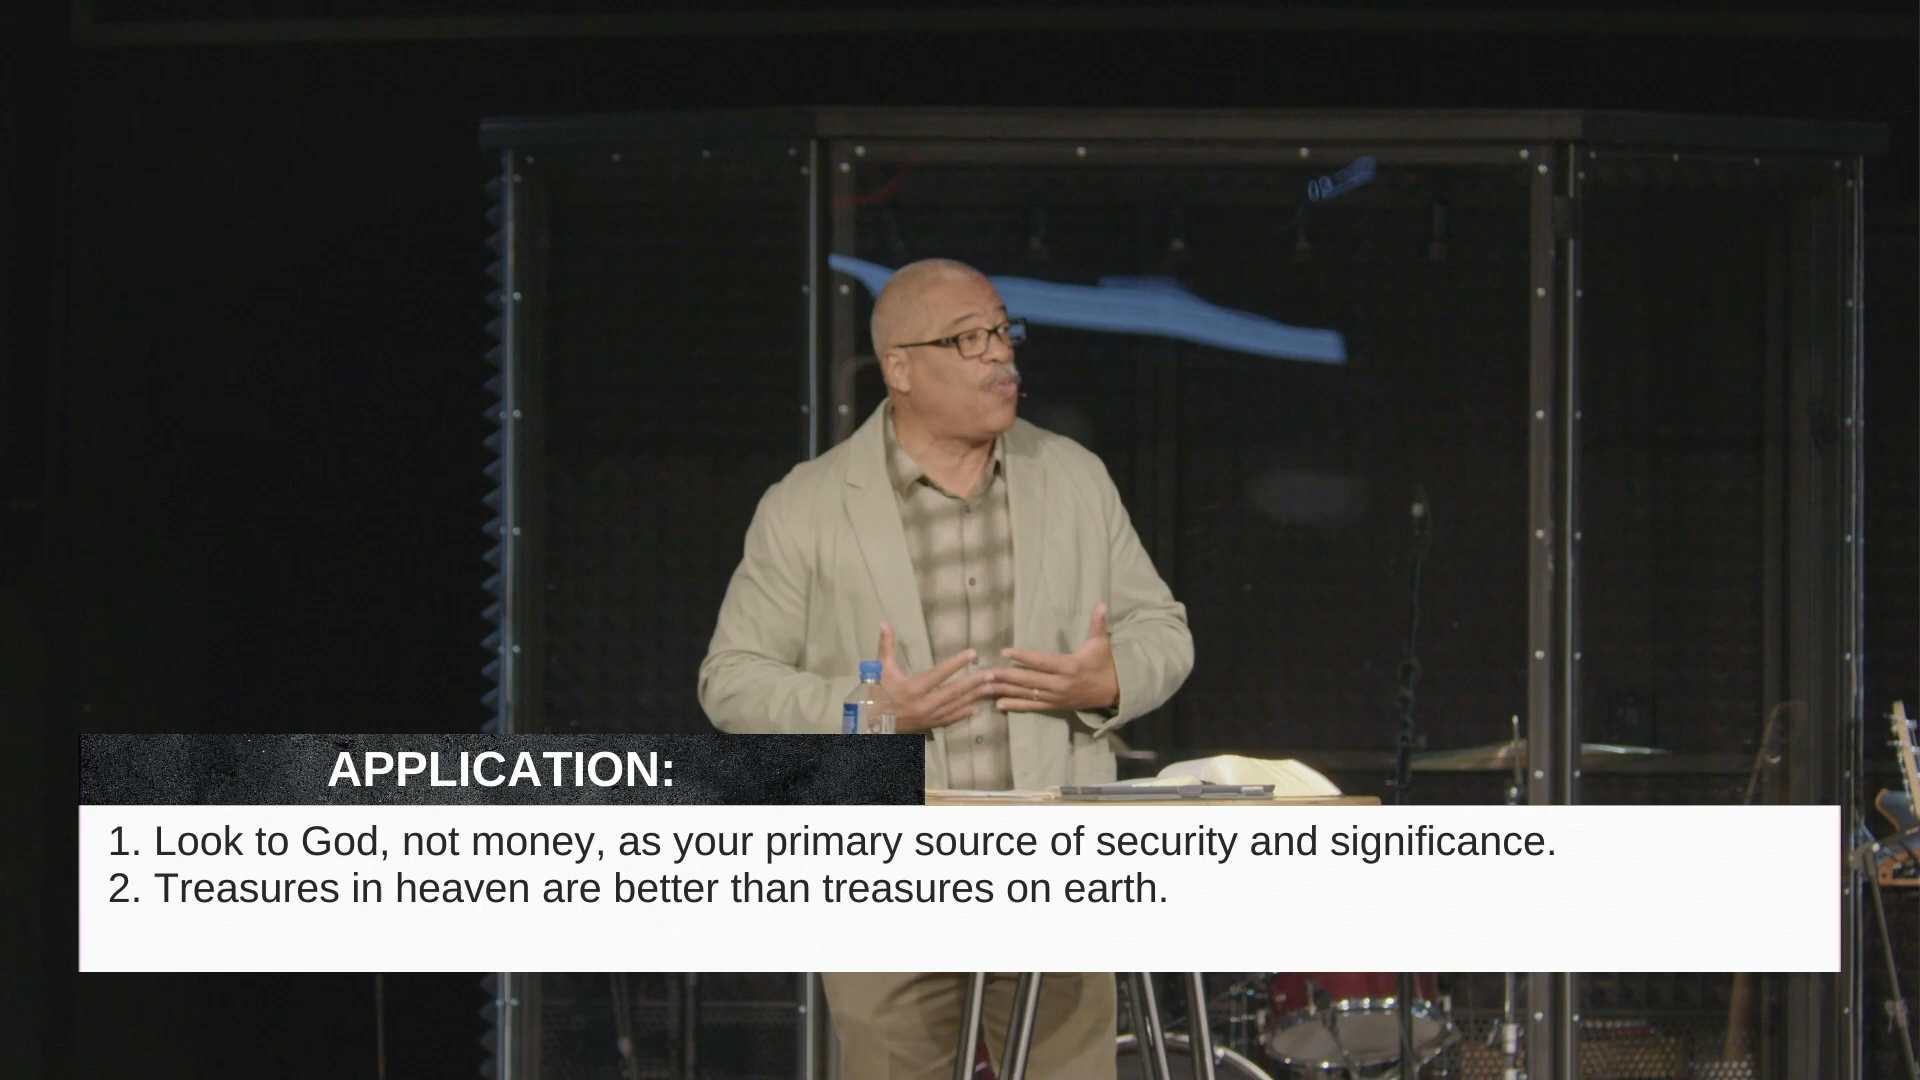 APPLICATION:
1. Look to God, not money, as your primary source of security and significance.
2. Treasures in heaven are better than treasures on earth.